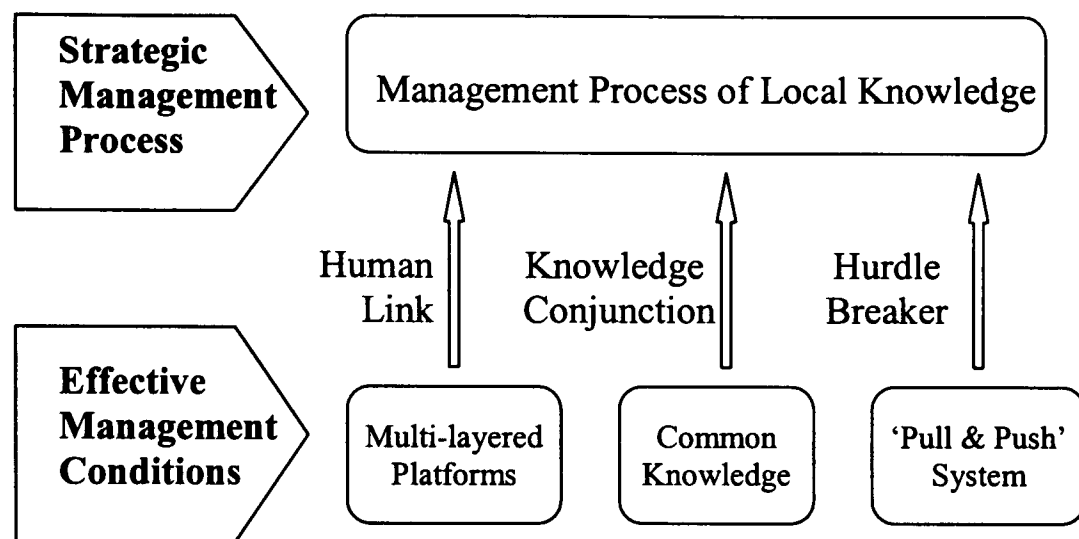 Strategic
Management
Process
Management Process of Local Knowledge
Human
Link
Knowledge
Conjunction
Hurdle
Breaker
Effective
Management
Conditions
Multi-layered
Platforms
Common
Knowledge
‘Pull & Push’
System